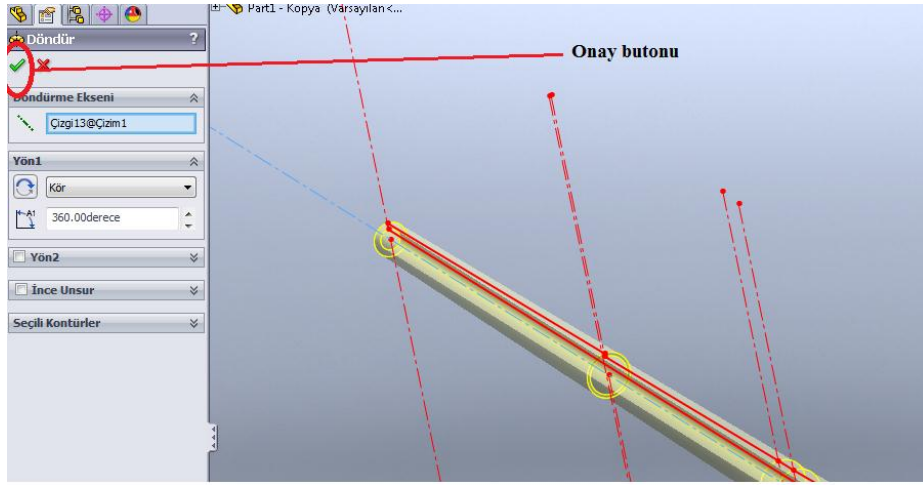 Part1 - Kopya (Varsayılan<...
Döndür
?
Onay butonu
Döndürme Ekseni
Çizgi13@Çizim1
Yön1
Kör
A1
360.00derece
Yön2
İnce Unsur
Seçili Kontürler